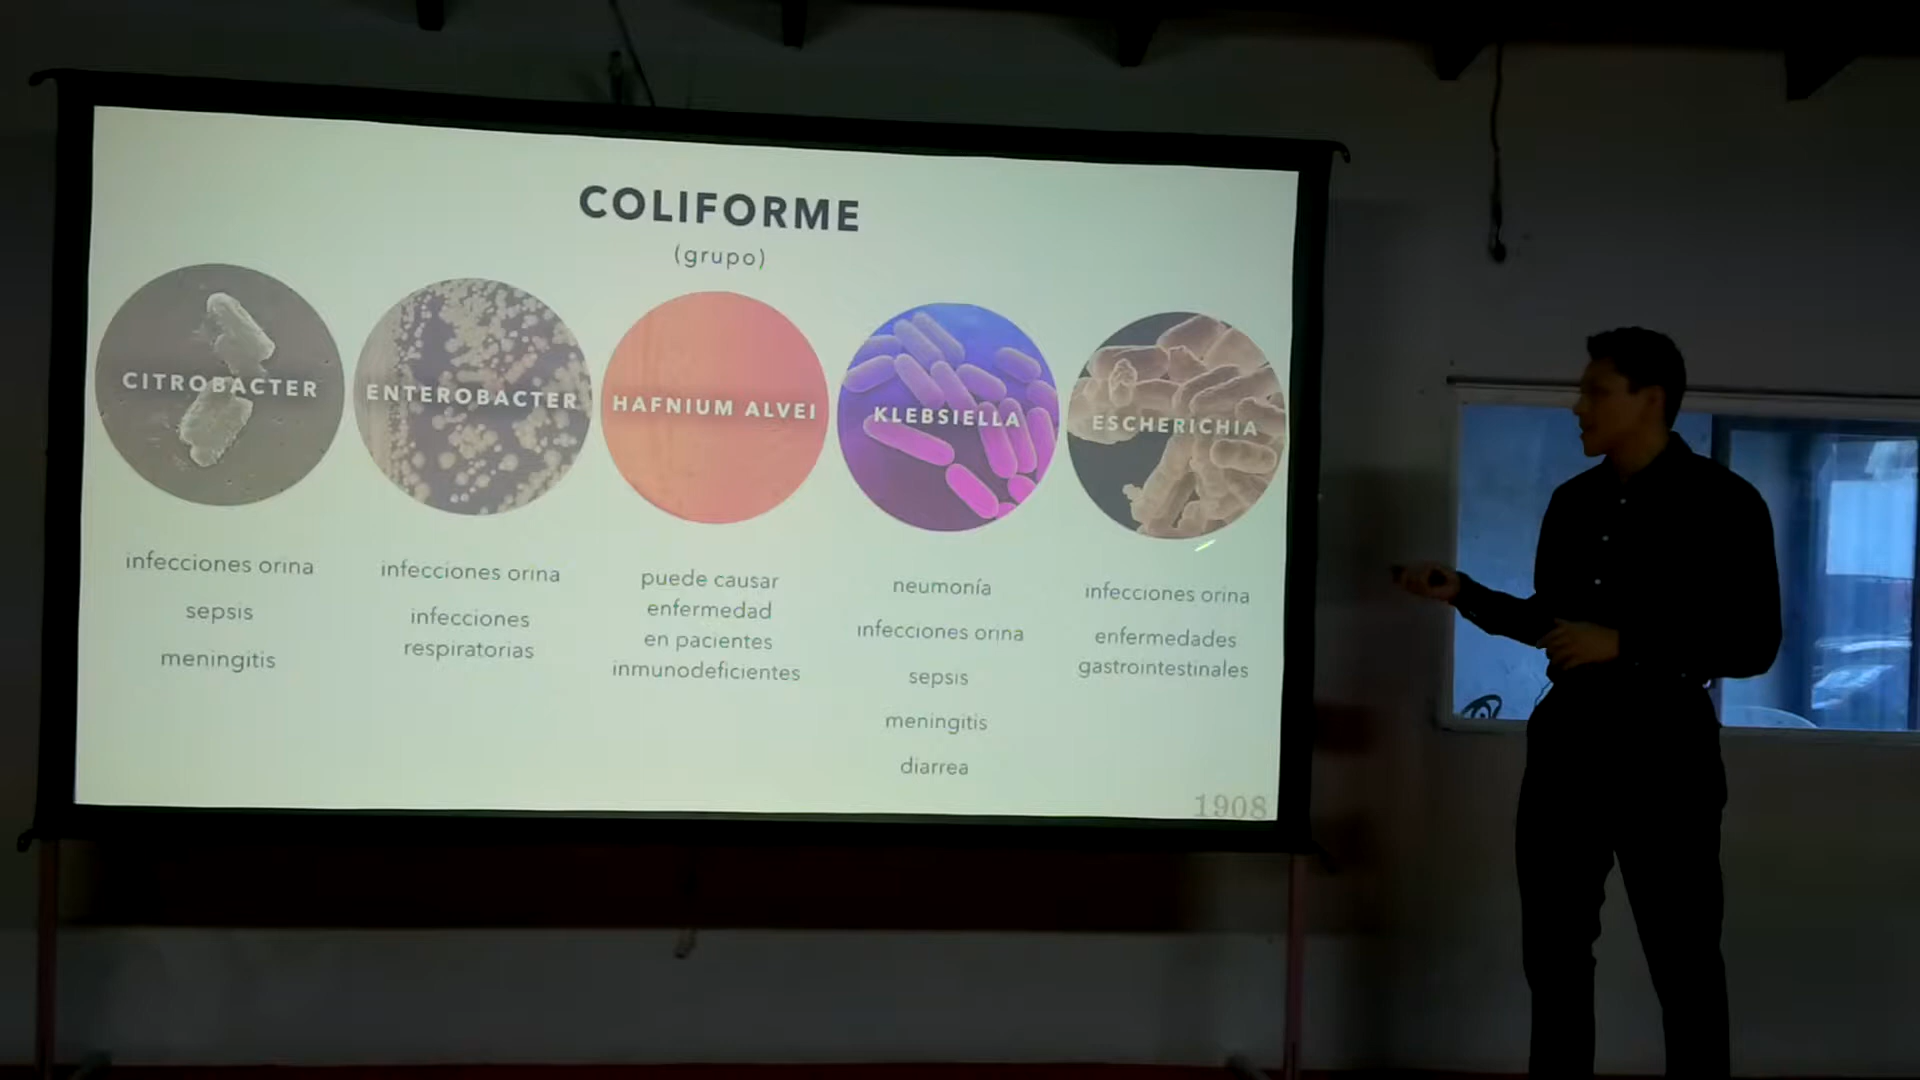 COLIFORME
(grupo)
CITROBACTER
infecciones orina
sepsis
meningitis
ENTEROBACTER
infecciones orina
infecciones
respiratorias
HAFNIUM ALVEI
puede causar
enfermedad
en pacientes
inmunodeficientes
KLEBSIELLA
neumonía
infecciones orina
sepsis
meningitis
diarrea
ESCHERICHIA
infecciones orina
enfermedades
gastrointestinales
1908